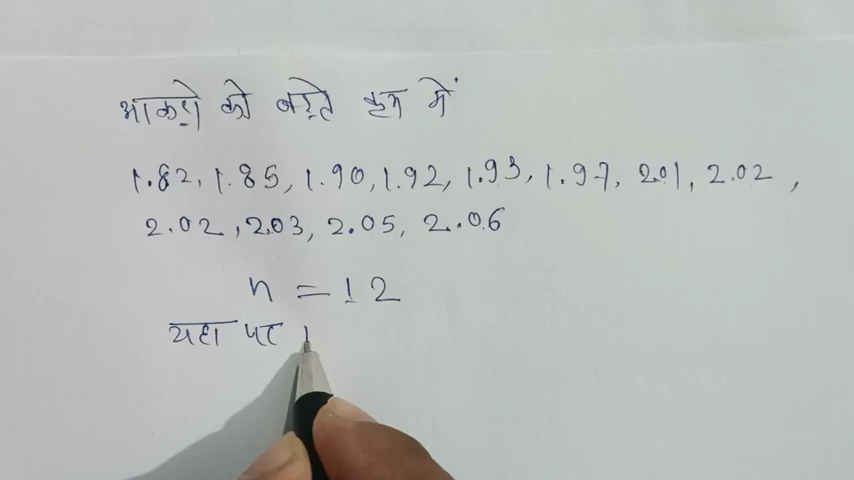 आकड़ो को बढ़ते क्रम में
1.82, 1.85, 1.90, 1.92, 1.93, 1.97, 2.01, 2.02,
2.02, 2.03, 2.05, 2.06
n = 12
यहा पर